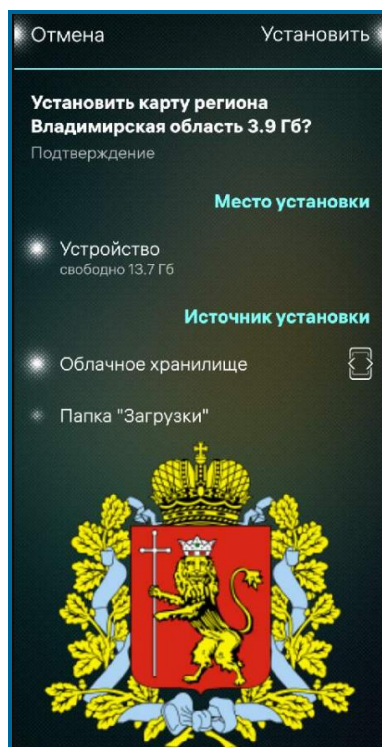 Отмена
Установить
Установить карту региона
Владимирская область 3.9 Гб?
Подтверждение
Место установки
Устройство
свободно 13.7 Гб
Источник установки
Облачное хранилище
Папка "Загрузки"